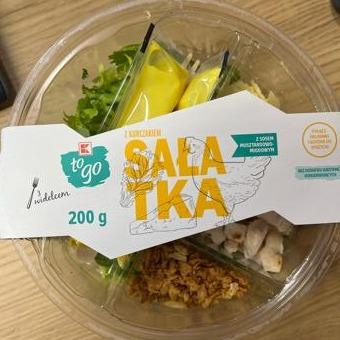 K
to
go
z widelcem
200 g
Z KURCZAKIEM
SAŁA
TKA
Z SOSEM
MUSZTARDOWO-
MIODOWYM